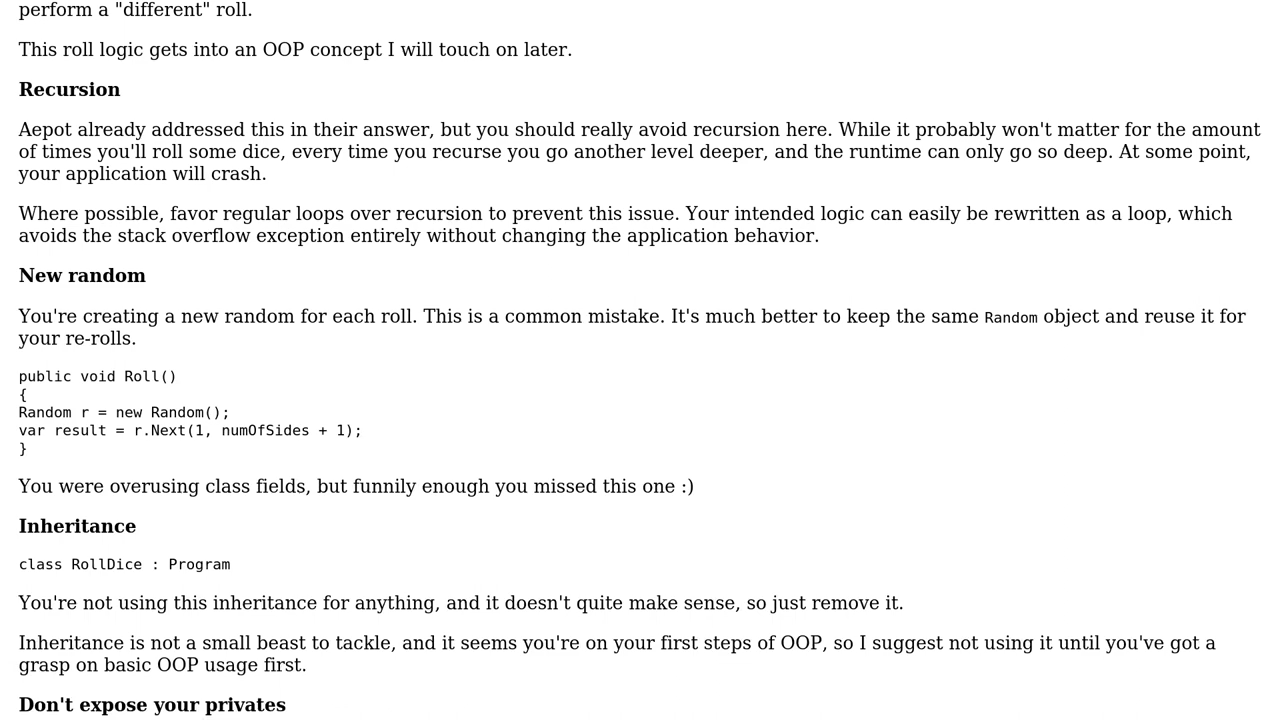 perform a "different" roll.
This roll logic gets into an OOP concept I will touch on later.
Recursion
Aepot already addressed this in their answer, but you should really avoid recursion here. While it probably won't matter for the amount
of times you'll roll some dice, every time you recurse you go another level deeper, and the runtime can only go so deep. At some point,
your application will crash.
Where possible, favor regular loops over recursion to prevent this issue. Your intended logic can easily be rewritten as a loop, which
avoids the stack overflow exception entirely without changing the application behavior.
New random
You're creating a new random for each roll. This is a common mistake. It's much better to keep the same Random object and reuse it for
your re-rolls.
public void Roll()
{
Random r = new Random();
var result = r.Next(1, numOfSides + 1);
}
You were overusing class fields, but funnily enough you missed this one :)
Inheritance
class RollDice : Program
You're not using this inheritance for anything, and it doesn't quite make sense, so just remove it.
Inheritance is not a small beast to tackle, and it seems you're on your first steps of OOP, so I suggest not using it until you've got a
grasp on basic OOP usage first.
Don't expose your privates